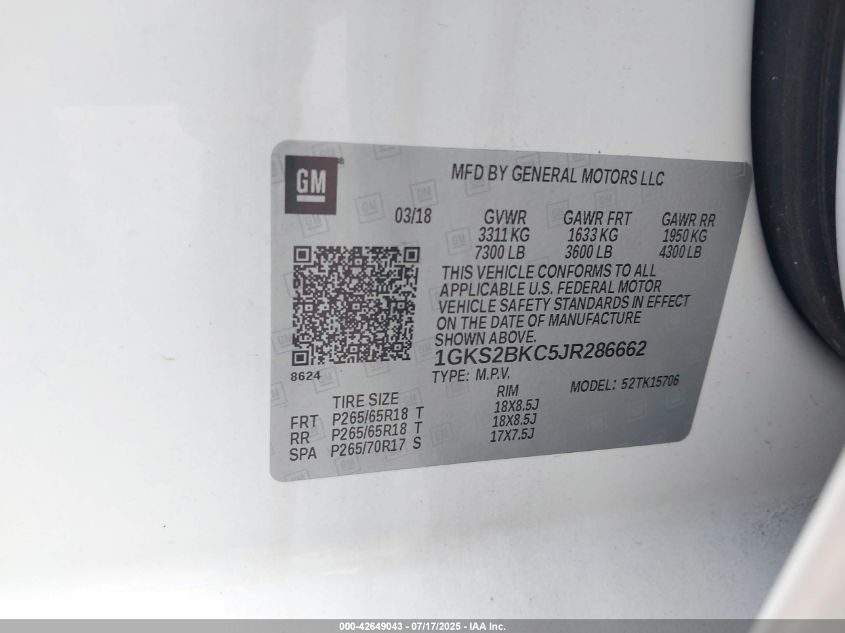 GM
MFD BY GENERAL MOTORS LLC
03/18 GVWR GAWR FRT GAWR RR
3311 KG 1633 KG 1950 KG
7300 LB 3600 LB 4300 LB
THIS VEHICLE CONFORMS TO ALL
APPLICABLE U.S. FEDERAL MOTOR
VEHICLE SAFETY STANDARDS IN EFFECT
ON THE DATE OF MANUFACTURE
SHOWN ABOVE.
1GKS2BKC5JR286662
8624
TYPE: M.P.V. MODEL: 52TK15706
TIRE SIZE RIM
FRT P265/65R18 T 18X8.5J
RR P265/65R18 T 18X8.5J
SPA P265/70R17 S 17X7.5J
000-42649043 - 07/17/2025 - IAA Inc.